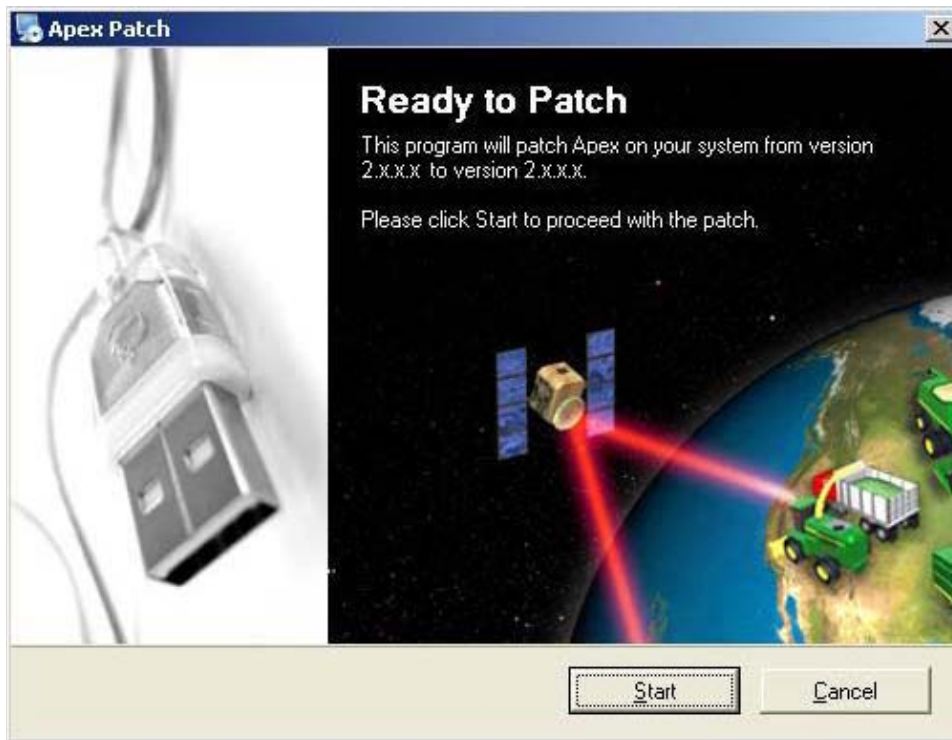 Apex Patch
Ready to Patch
This program will patch Apex on your system from version
2.x.x.x to version 2.x.x.x.
Please click Start to proceed with the patch.
Start
Cancel